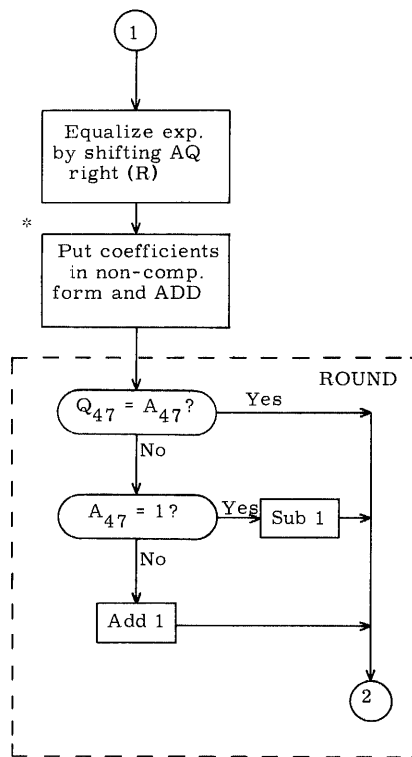 1
Equalize exp.
by shifting AQ
right (R)
*
Put coefficients
in non-comp.
form and ADD
ROUND
Q47 = A47?
Yes
No
A47 = 1?
Yes
Sub 1
No
Add 1
2